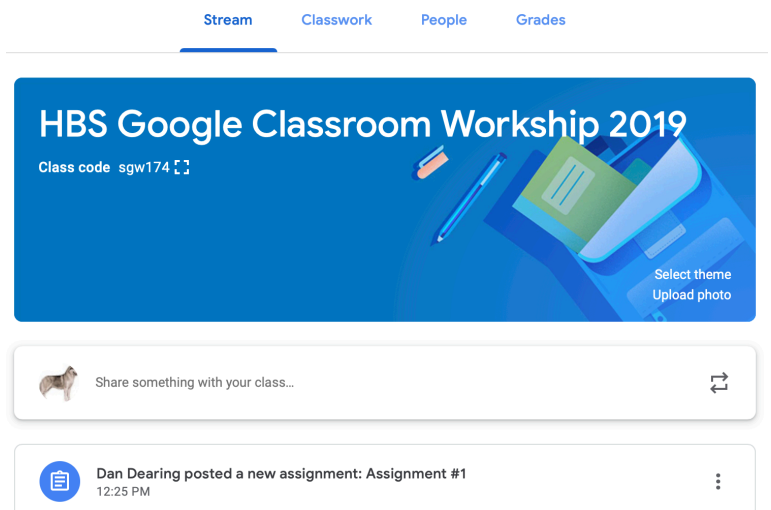 Stream Classwork People Grades
HBS Google Classroom Workship 2019
Class code sgw174
Select theme
Upload photo
Share something with your class...
Dan Dearing posted a new assignment: Assignment #1
12:25 PM